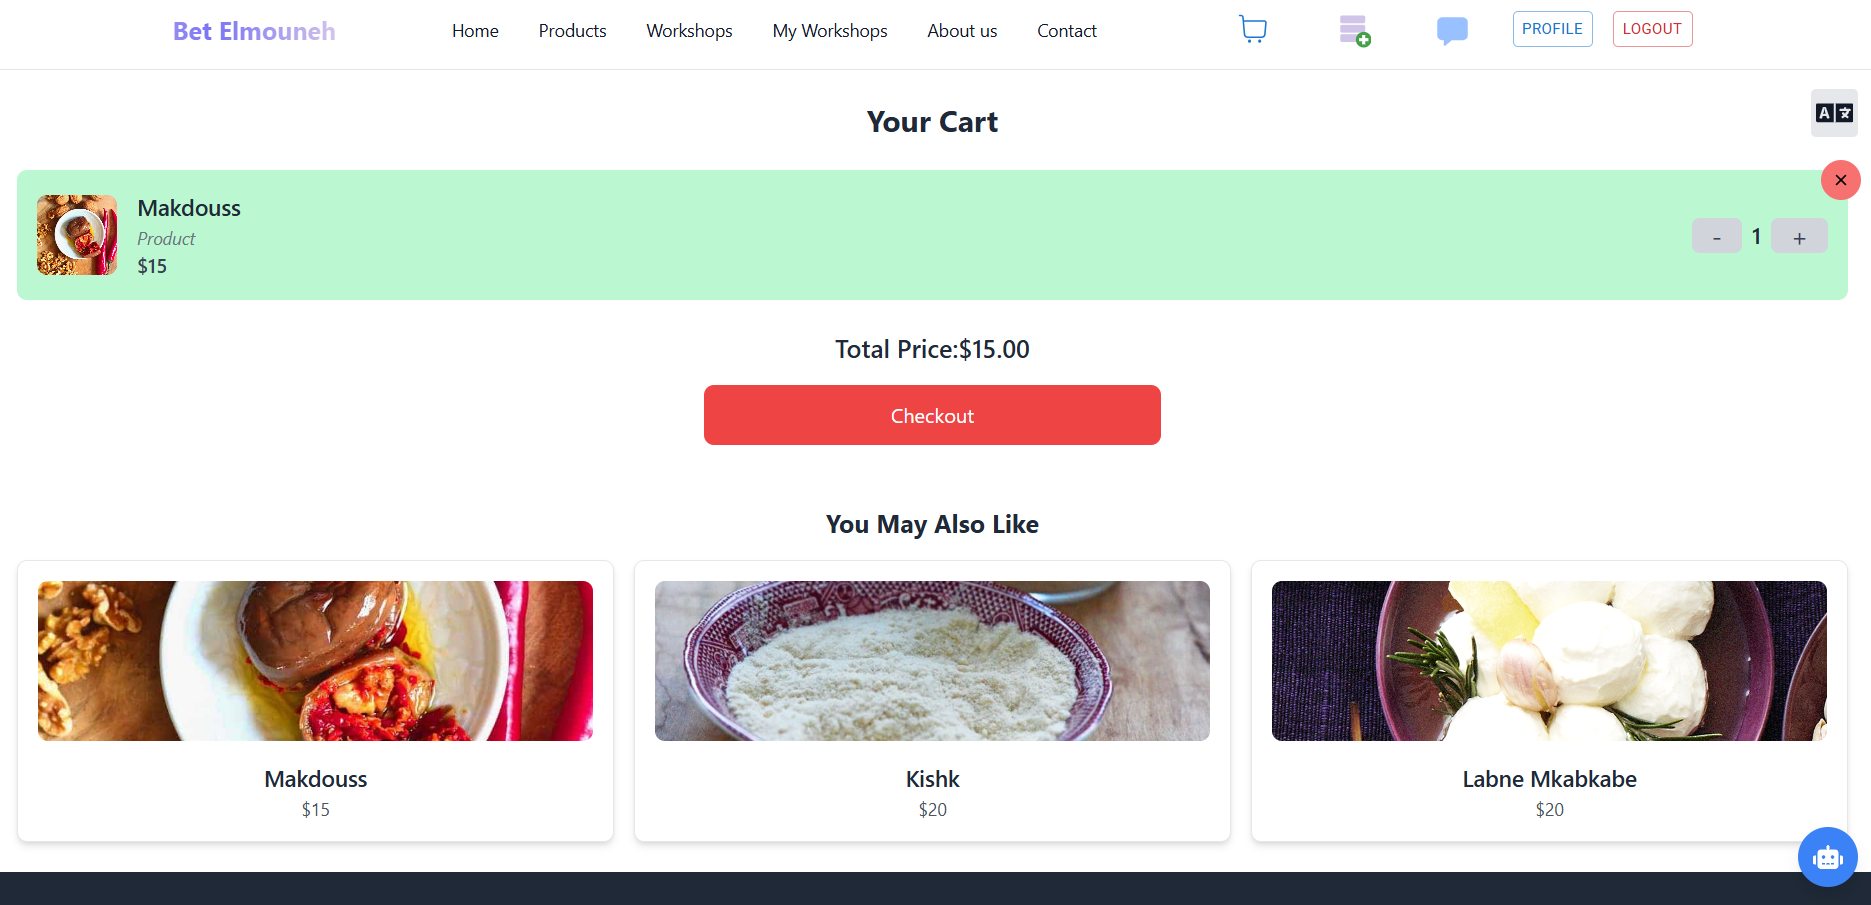 Bet Elmouneh
Home
Products
Workshops
My Workshops
About us
Contact
PROFILE
LOGOUT
A
Your Cart
Makdouss
Product
$15
- 1 +
Total Price:$15.00
Checkout
You May Also Like
Makdouss
$15
Kishk
$20
Labne Mkabkabe
$20